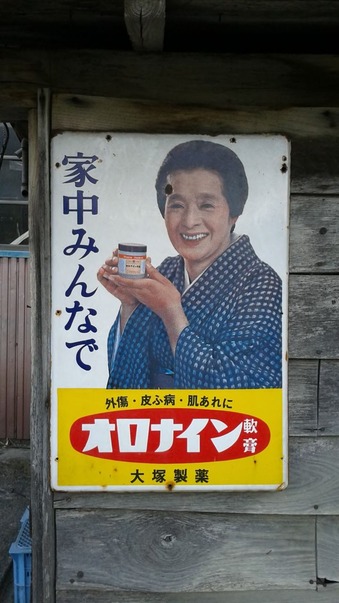 家中みんなで
外傷・皮ふ病・肌あれに
オロナイン軟膏
大塚製薬